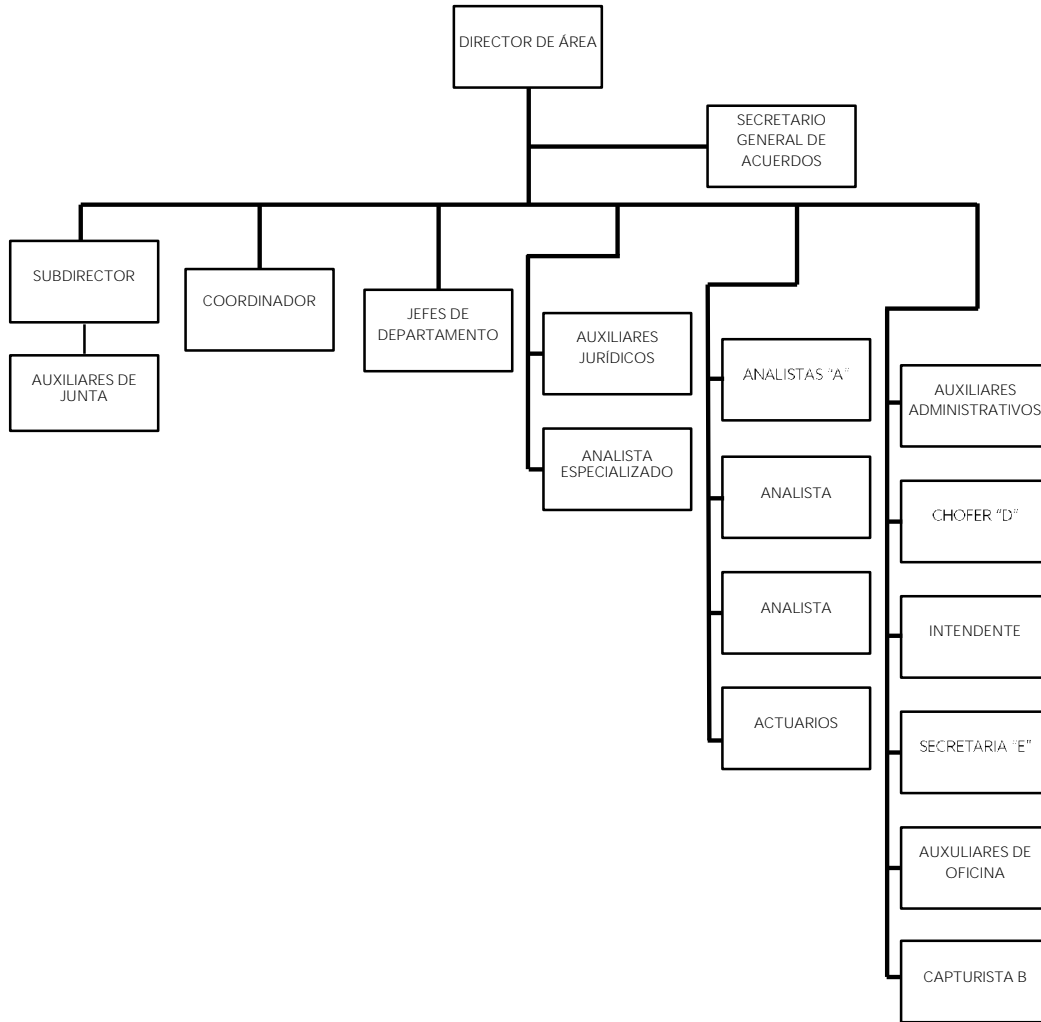 DIRECTOR DE ÁREA
SECRETARIO
GENERAL DE
ACUERDOS
SUBDIRECTOR
AUXILIARES DE
JUNTA
COORDINADOR
JEFES DE
DEPARTAMENTO
AUXILIARES
JURÍDICOS
ANALISTA
ESPECIALIZADO
ANALISTAS "A"
ANALISTA
ANALISTA
ACTUARIOS
AUXILIARES
ADMINISTRATIVOS
CHOFER "D"
INTENDENTE
SECRETARIA "E"
AUXULIARES DE
OFICINA
CAPTURISTA B